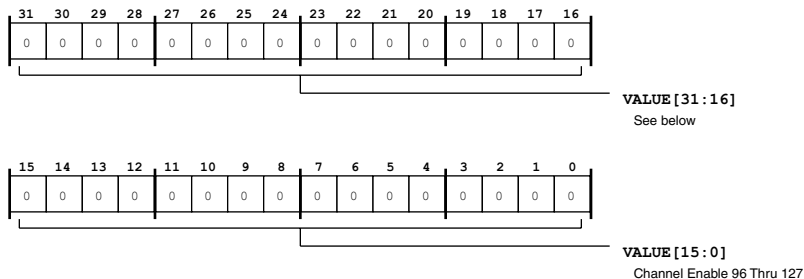 31 30 29 28 27 26 25 24 23 22 21 20 19 18 17 16
0 0 0 0 0 0 0 0 0 0 0 0 0 0 0 0
VALUE[31:16]
See below
15 14 13 12 11 10 9 8 7 6 5 4 3 2 1 0
0 0 0 0 0 0 0 0 0 0 0 0 0 0 0 0
VALUE[15:0]
Channel Enable 96 Thru 127